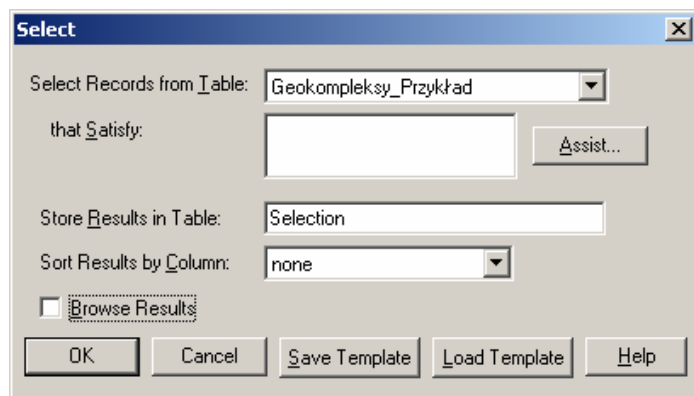 Select
Select Records from Table: Geokompleksy_Przykład
that Satisfy:
Assist...
Store Results in Table: Selection
Sort Results by Column: none
Browse Results
OK Cancel Save Template Load Template Help